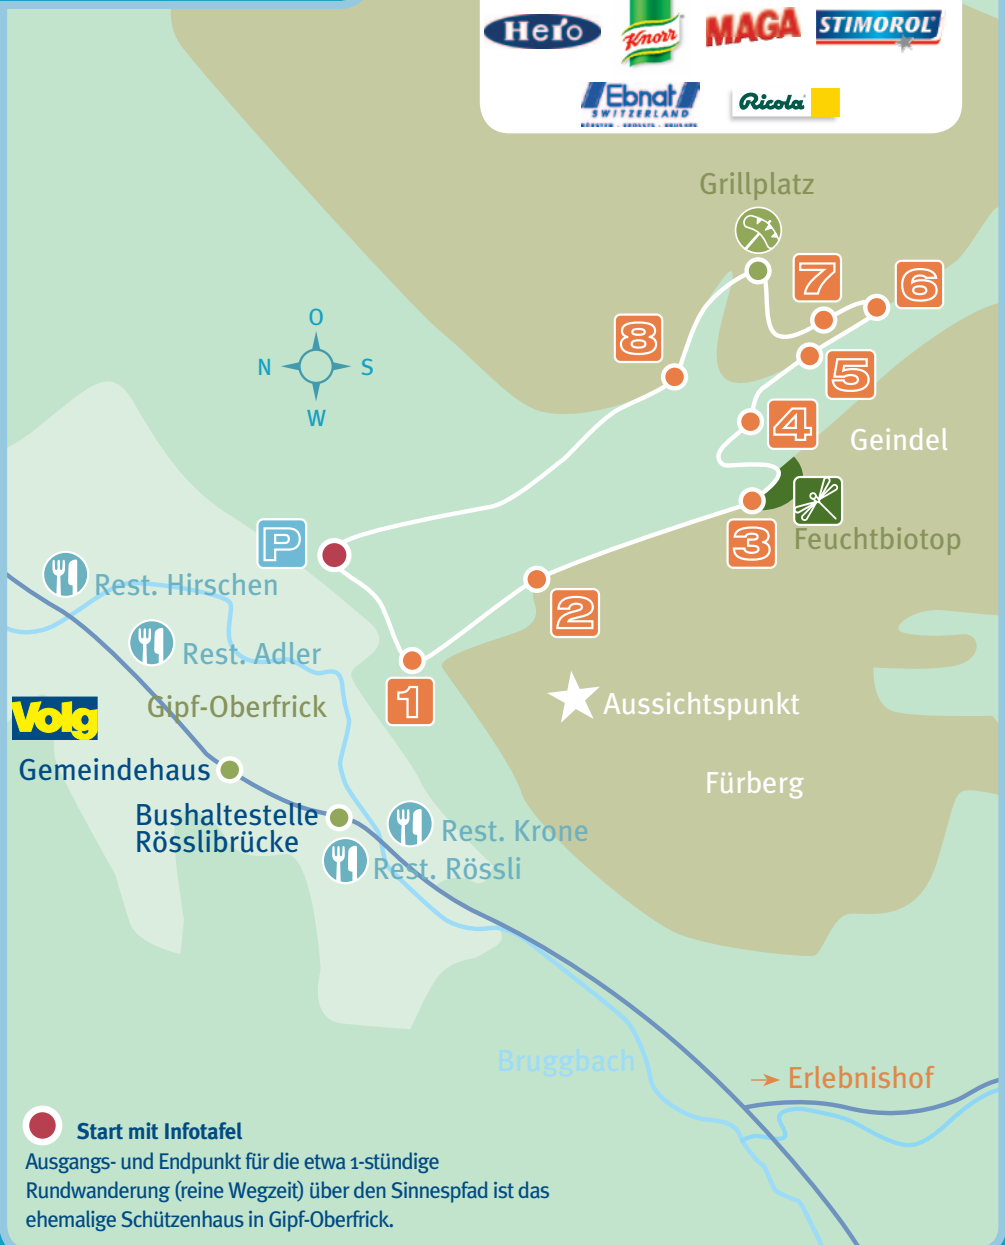 Hero
Knorr
MAGA
STIMOROL
Ebnat
SWITZERLAND
Ricola
Grillplatz
7
6
8
O
N
S
W
5
4
Geindel
P
3
Feuchtbiotop
Rest. Hirschen
2
Rest. Adler
1
Aussichtspunkt
Volg
Gipf-Oberfrick
Gemeindehaus
Fürberg
Bushaltestelle
Rösslibrücke
Rest. Krone
Rest. Rössli
Bruggbach
Erlebnishof
Start mit Infotafel
Ausgangs- und Endpunkt für die etwa 1-stündige
Rundwanderung (reine Wegzeit) über den Sinnespfad ist das
ehemalige Schützenhaus in Gipf-Oberfrick.